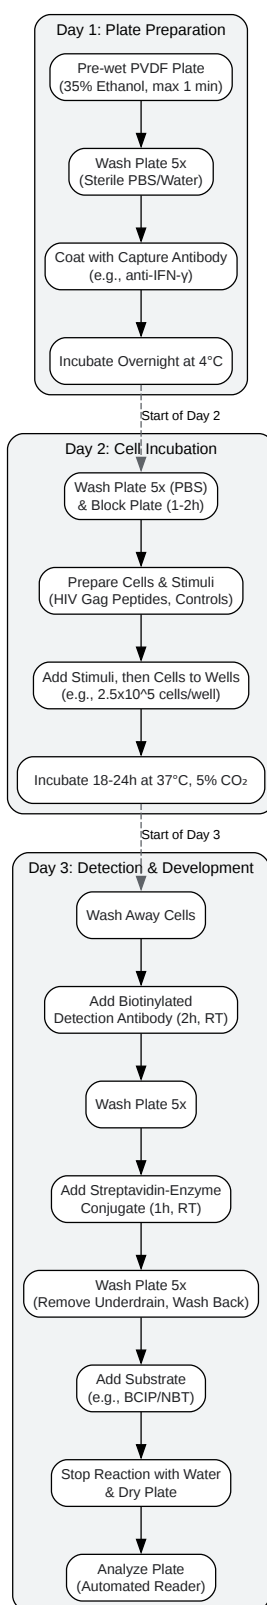 Day 1: Plate Preparation
Pre-wet PVDF Plate
(35% Ethanol, max 1 min)
Wash Plate 5x
(Sterile PBS/Water)
Coat with Capture Antibody
(e.g., anti-IFN-γ)
Incubate Overnight at 4°C
Start of Day 2
Day 2: Cell Incubation
Wash Plate 5x (PBS)
& Block Plate (1-2h)
Prepare Cells & Stimuli
(HIV Gag Peptides, Controls)
Add Stimuli, then Cells to Wells
(e.g., 2.5x10^5 cells/well)
Incubate 18-24h at 37°C, 5% CO₂
Start of Day 3
Day 3: Detection & Development
Wash Away Cells
Add Biotinylated
Detection Antibody (2h, RT)
Wash Plate 5x
Add Streptavidin-Enzyme
Conjugate (1h, RT)
Wash Plate 5x
(Remove Underdrain, Wash Back)
Add Substrate
(e.g., BCIP/NBT)
Stop Reaction with Water
& Dry Plate
Analyze Plate
(Automated Reader)